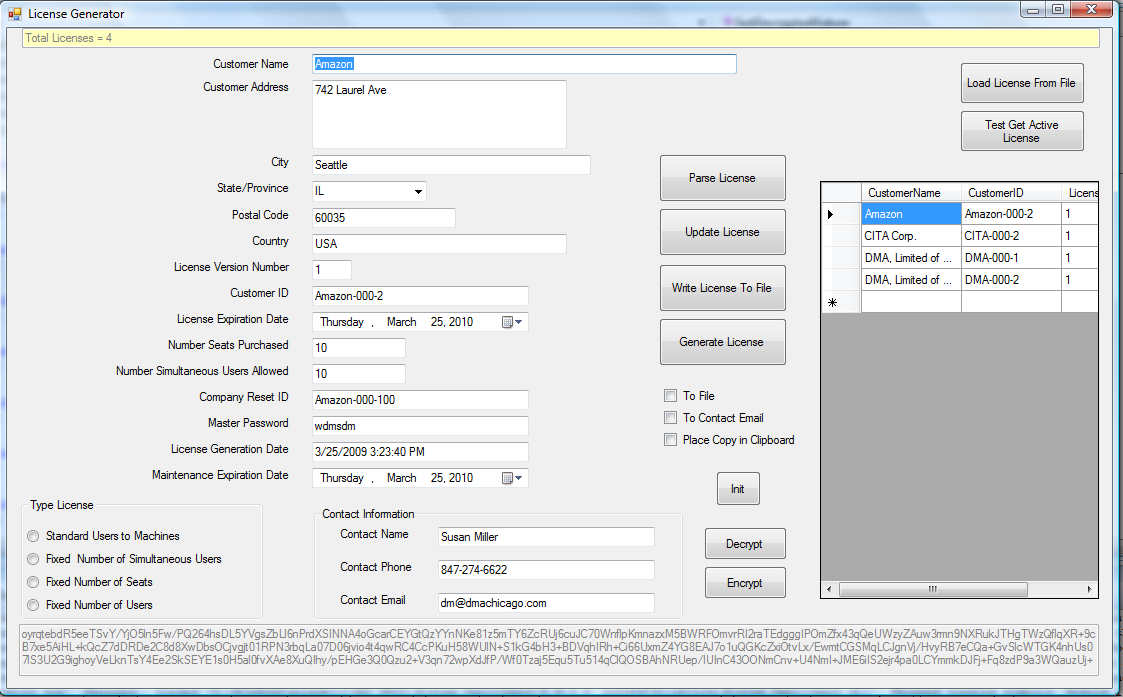 License Generator
Total Licenses = 4
Customer Name
Amazon
Customer Address
742 Laurel Ave
City
Seattle
State/Province
IL
Postal Code
60035
Country
USA
License Version Number
1
Customer ID
Amazon-000-2
License Expiration Date
Thursday , March 25, 2010
Number Seats Purchased
10
Number Simultaneous Users Allowed
10
Company Reset ID
Amazon-000-100
Master Password
wdmsdm
License Generation Date
3/25/2009 3:23:40 PM
Maintenance Expiration Date
Thursday , March 25, 2010
Type License
Standard Users to Machines
Fixed Number of Simultaneous Users
Fixed Number of Seats
Fixed Number of Users
Contact Information
Contact Name
Susan Miller
Contact Phone
847-274-6622
Contact Email
dm@dmachicago.com
Parse License
Update License
Write License To File
Generate License
To File
To Contact Email
Place Copy in Clipboard
Init
Decrypt
Encrypt
Load License From File
Test Get Active
License
CustomerName CustomerID Licens
Amazon Amazon-000-2 1
CITA Corp. CITA-000-2 1
DMA, Limited of ... DMA-000-1 1
DMA, Limited of ... DMA-000-2 1